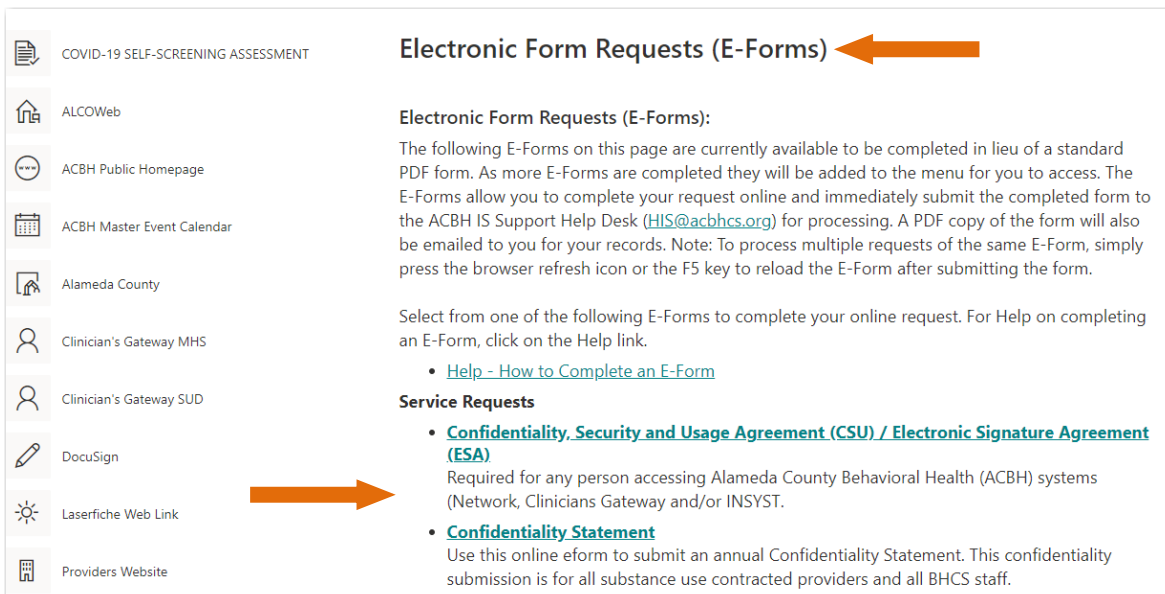 COVID-19 SELF-SCREENING ASSESSMENT
ALCOWeb
ACBH Public Homepage
ACBH Master Event Calendar
Alameda County
Clinician's Gateway MHS
Clinician's Gateway SUD
DocuSign
Laserfiche Web Link
Providers Website
Electronic Form Requests (E-Forms)
Electronic Form Requests (E-Forms):
The following E-Forms on this page are currently available to be completed in lieu of a standard
PDF form. As more E-Forms are completed they will be added to the menu for you to access. The
E-Forms allow you to complete your request online and immediately submit the completed form to
the ACBH IS Support Help Desk (HIS@acbhcs.org) for processing. A PDF copy of the form will also
be emailed to you for your records. Note: To process multiple requests of the same E-Form, simply
press the browser refresh icon or the F5 key to reload the E-Form after submitting the form.
Select from one of the following E-Forms to complete your online request. For Help on completing
an E-Form, click on the Help link.
• Help - How to Complete an E-Form
Service Requests
• Confidentiality, Security and Usage Agreement (CSU) / Electronic Signature Agreement
(ESA)
Required for any person accessing Alameda County Behavioral Health (ACBH) systems
(Network, Clinicians Gateway and/or INSYST.
• Confidentiality Statement
Use this online eform to submit an annual Confidentiality Statement. This confidentiality
submission is for all substance use contracted providers and all BHCS staff.